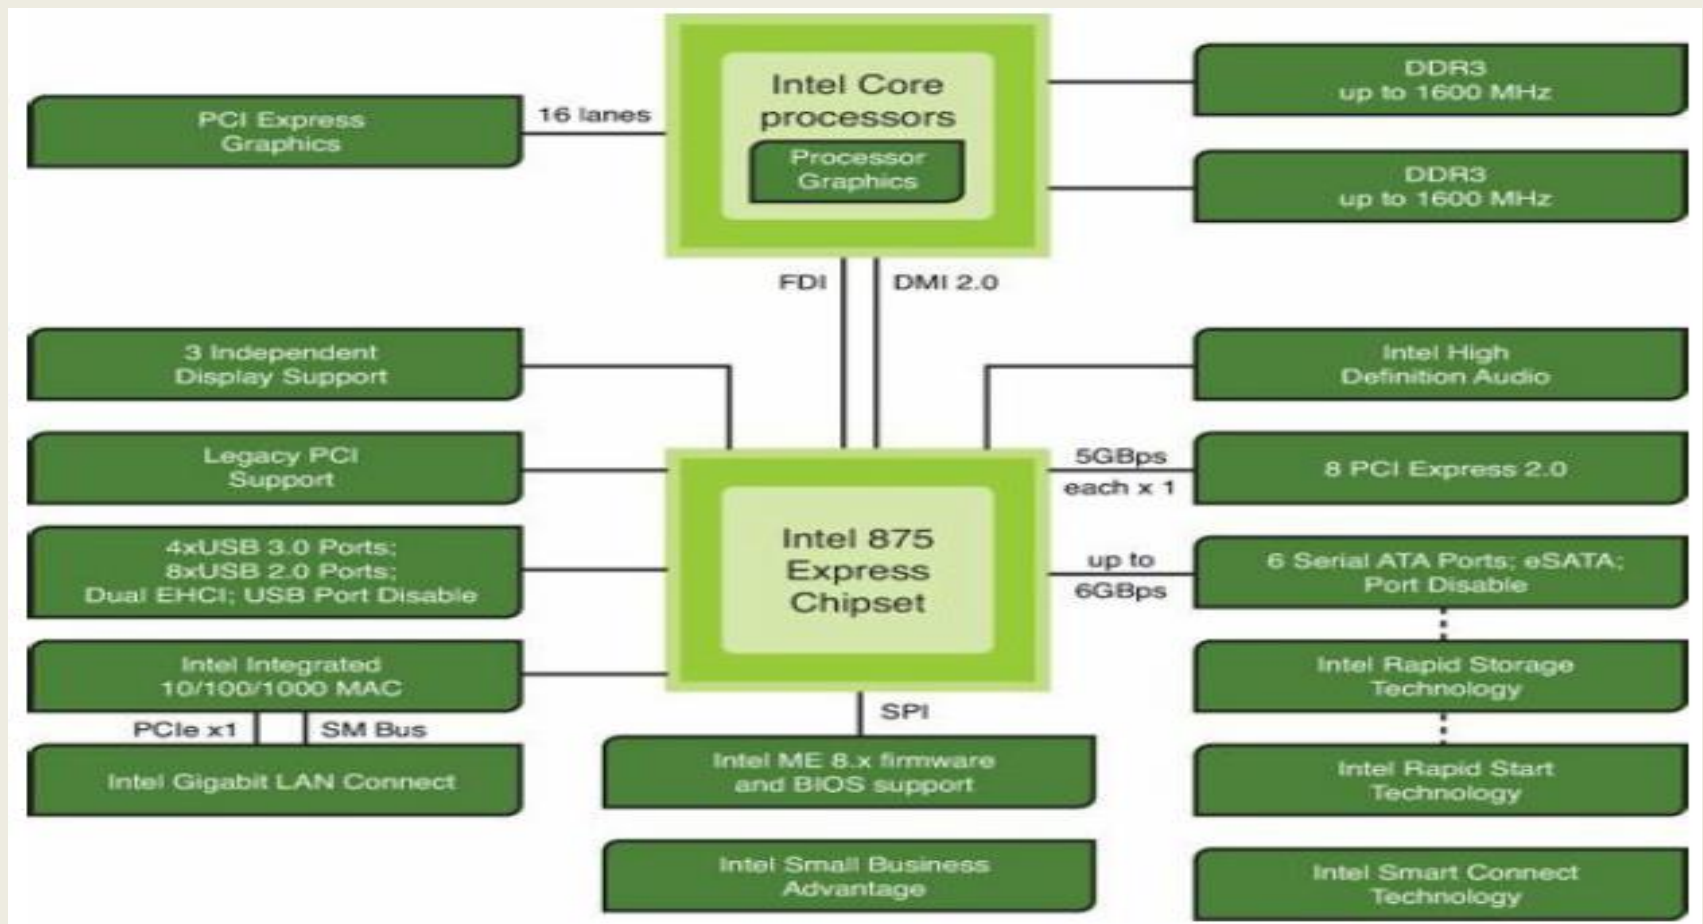 Intel Core
processors
Processor
Graphics
PCI Express
Graphics
16 lanes
DDR3
up to 1600 MHz
DDR3
up to 1600 MHz
FDI
DMI 2.0
3 Independent
Display Support
Intel High
Definition Audio
Legacy PCI
Support
5GBps
each x 1
8 PCI Express 2.0
Intel 875
Express
Chipset
4xUSB 3.0 Ports;
8xUSB 2.0 Ports;
Dual EHCI; USB Port Disable
up to
6GBps
6 Serial ATA Ports; eSATA;
Port Disable
Intel Integrated
10/100/1000 MAC
Intel Rapid Storage
Technology
PCIe x1
SM Bus
SPI
Intel Gigabit LAN Connect
Intel ME 8.x firmware
and BIOS support
Intel Rapid Start
Technology
Intel Small Business
Advantage
Intel Smart Connect
Technology